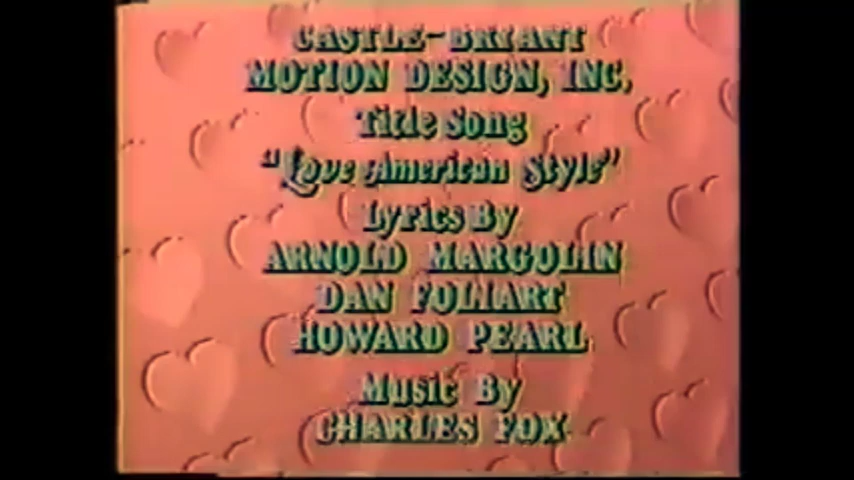 CASTLE-BRYANT
MOTION DESIGN, INC.
Title Song
"Love American Style"
Lyrics By
ARNOLD MARGOLIN
DAN FOLIART
HOWARD PEARL
Music By
CHARLES FOX